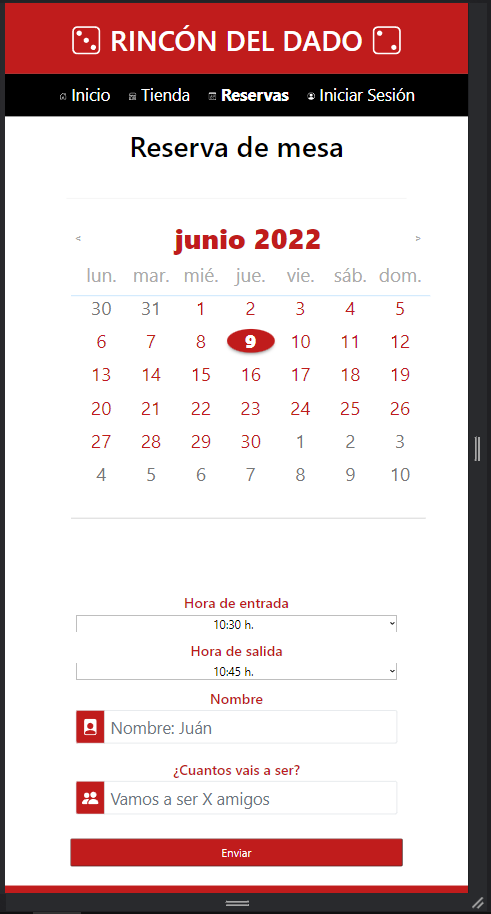 RINCÓN DEL DADO
Inicio Tienda Reservas Iniciar Sesión
Reserva de mesa
< junio 2022 >
lun. mar. mié. jue. vie. sáb. dom.
30 31 1 2 3 4 5
6 7 8 9 10 11 12
13 14 15 16 17 18 19
20 21 22 23 24 25 26
27 28 29 30 1 2 3
4 5 6 7 8 9 10
Hora de entrada
10:30 h.
Hora de salida
10:45 h.
Nombre
Nombre: Juán
¿Cuantos vais a ser?
Vamos a ser X amigos
Enviar